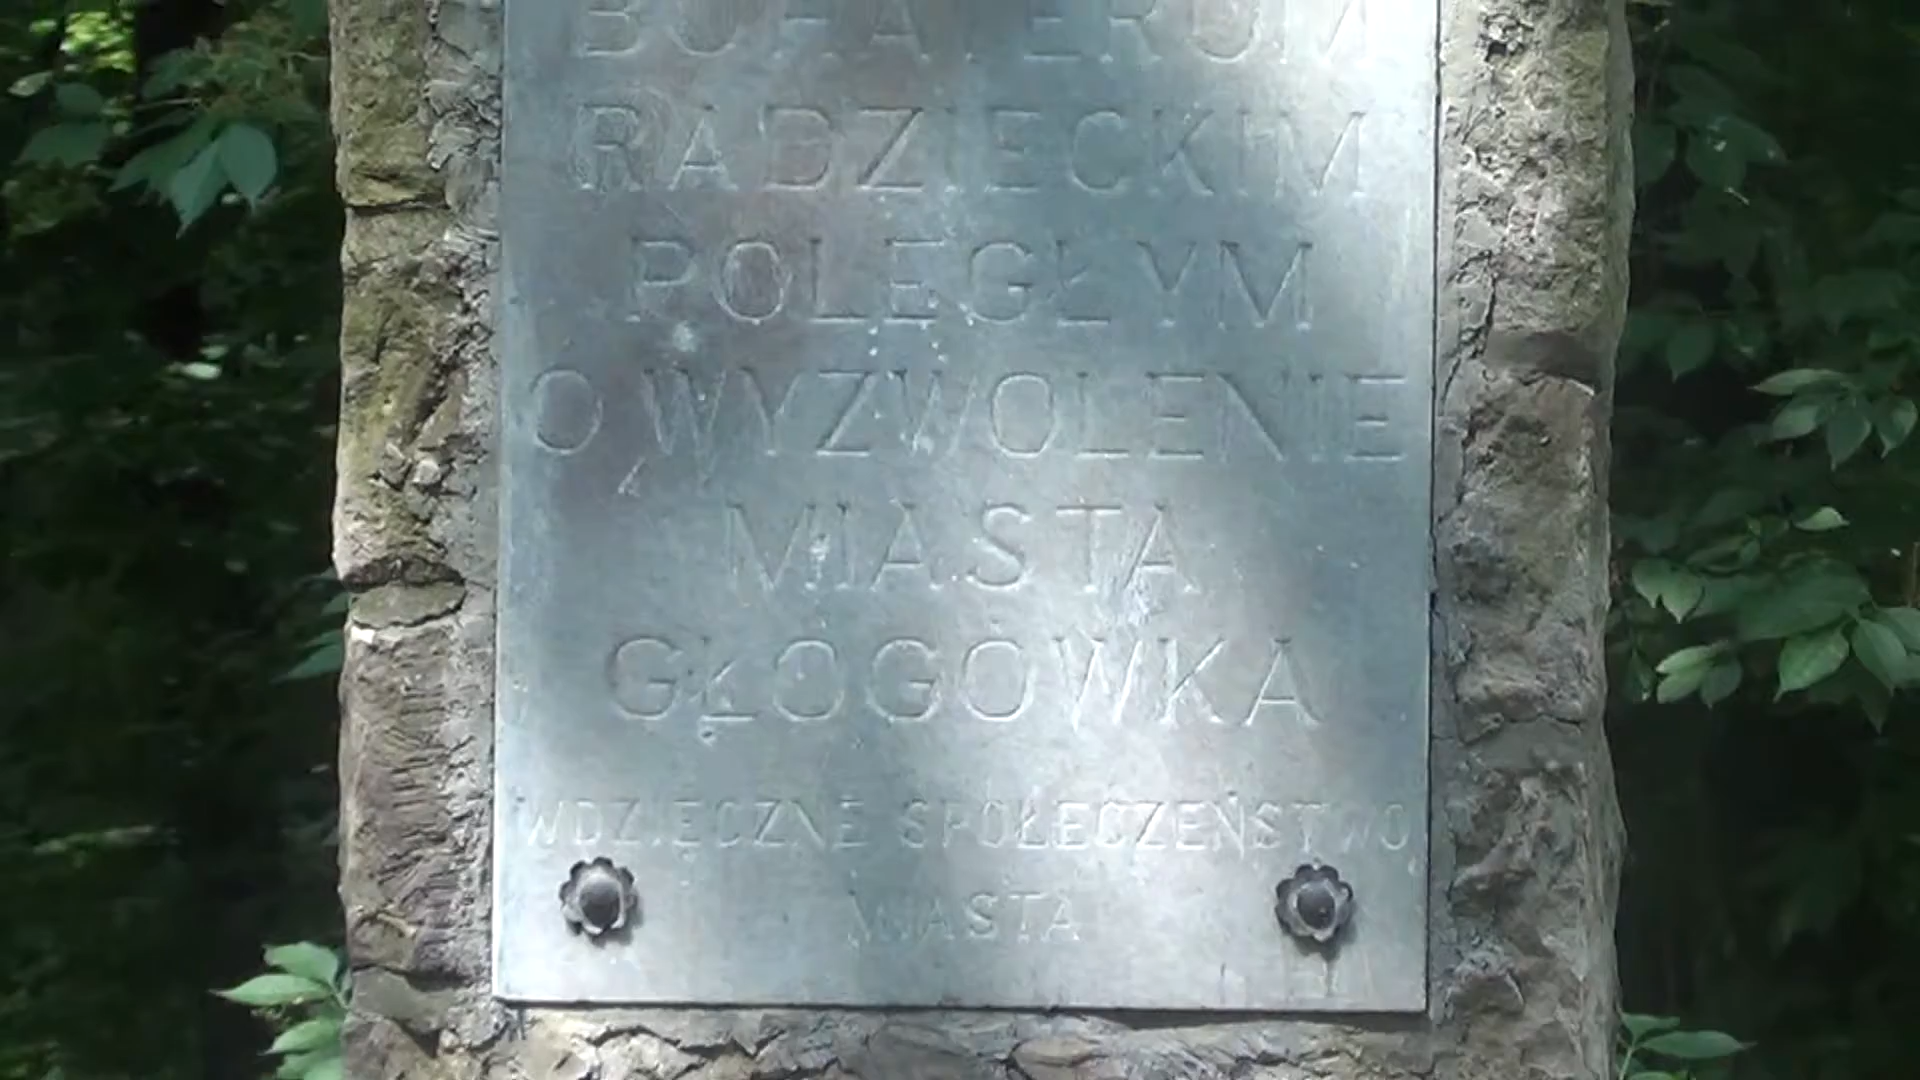 BOHATEROM
RADZIECKIM
POLEGŁYM
O WYZWOLENIE
MIASTA
GŁOGÓWKA
WDZIĘCZNE SPOŁECZEŃSTWO
MIASTA